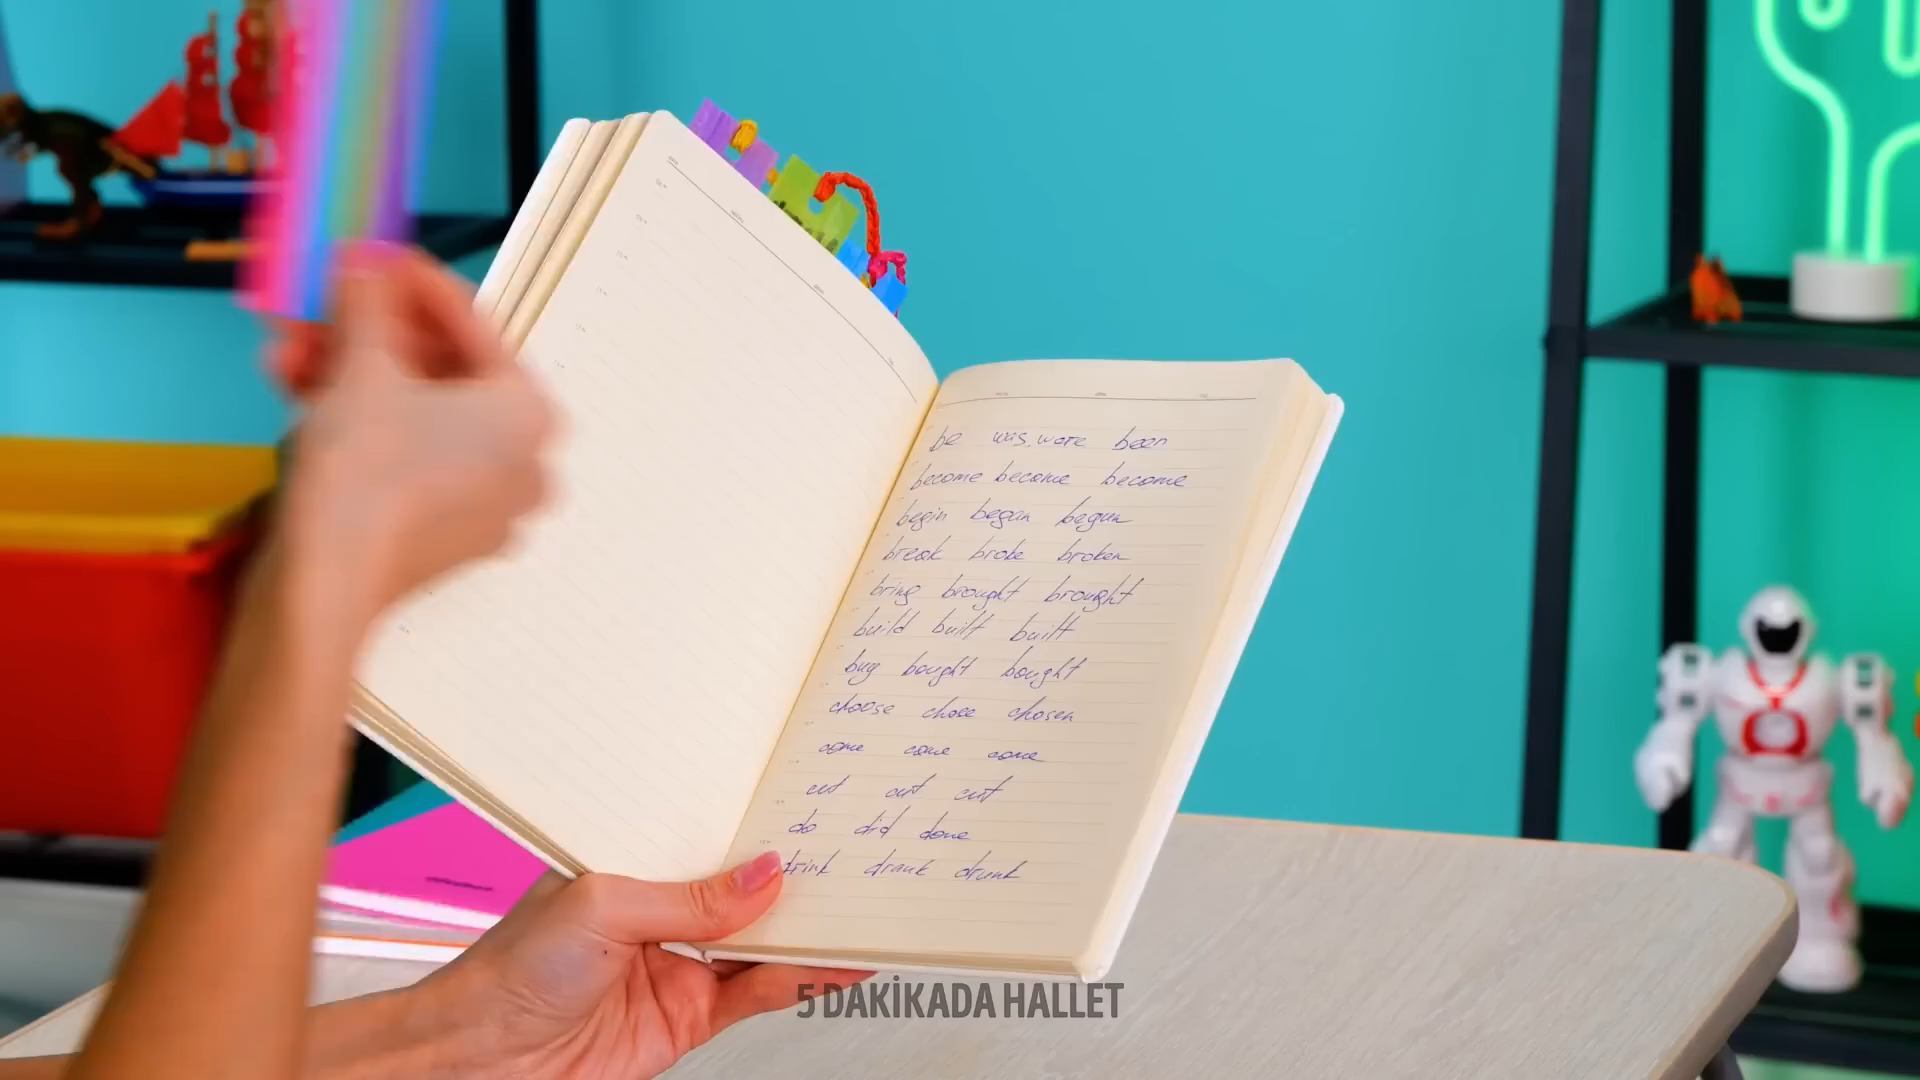 be was.were been
become became become
begin began begun
break broke broken
bring brought brought
build built built
buy bought bought
choose chose chosen
come came come
cut cut cut
do did done
drink drank drunk
5 DAKİKADA HALLET